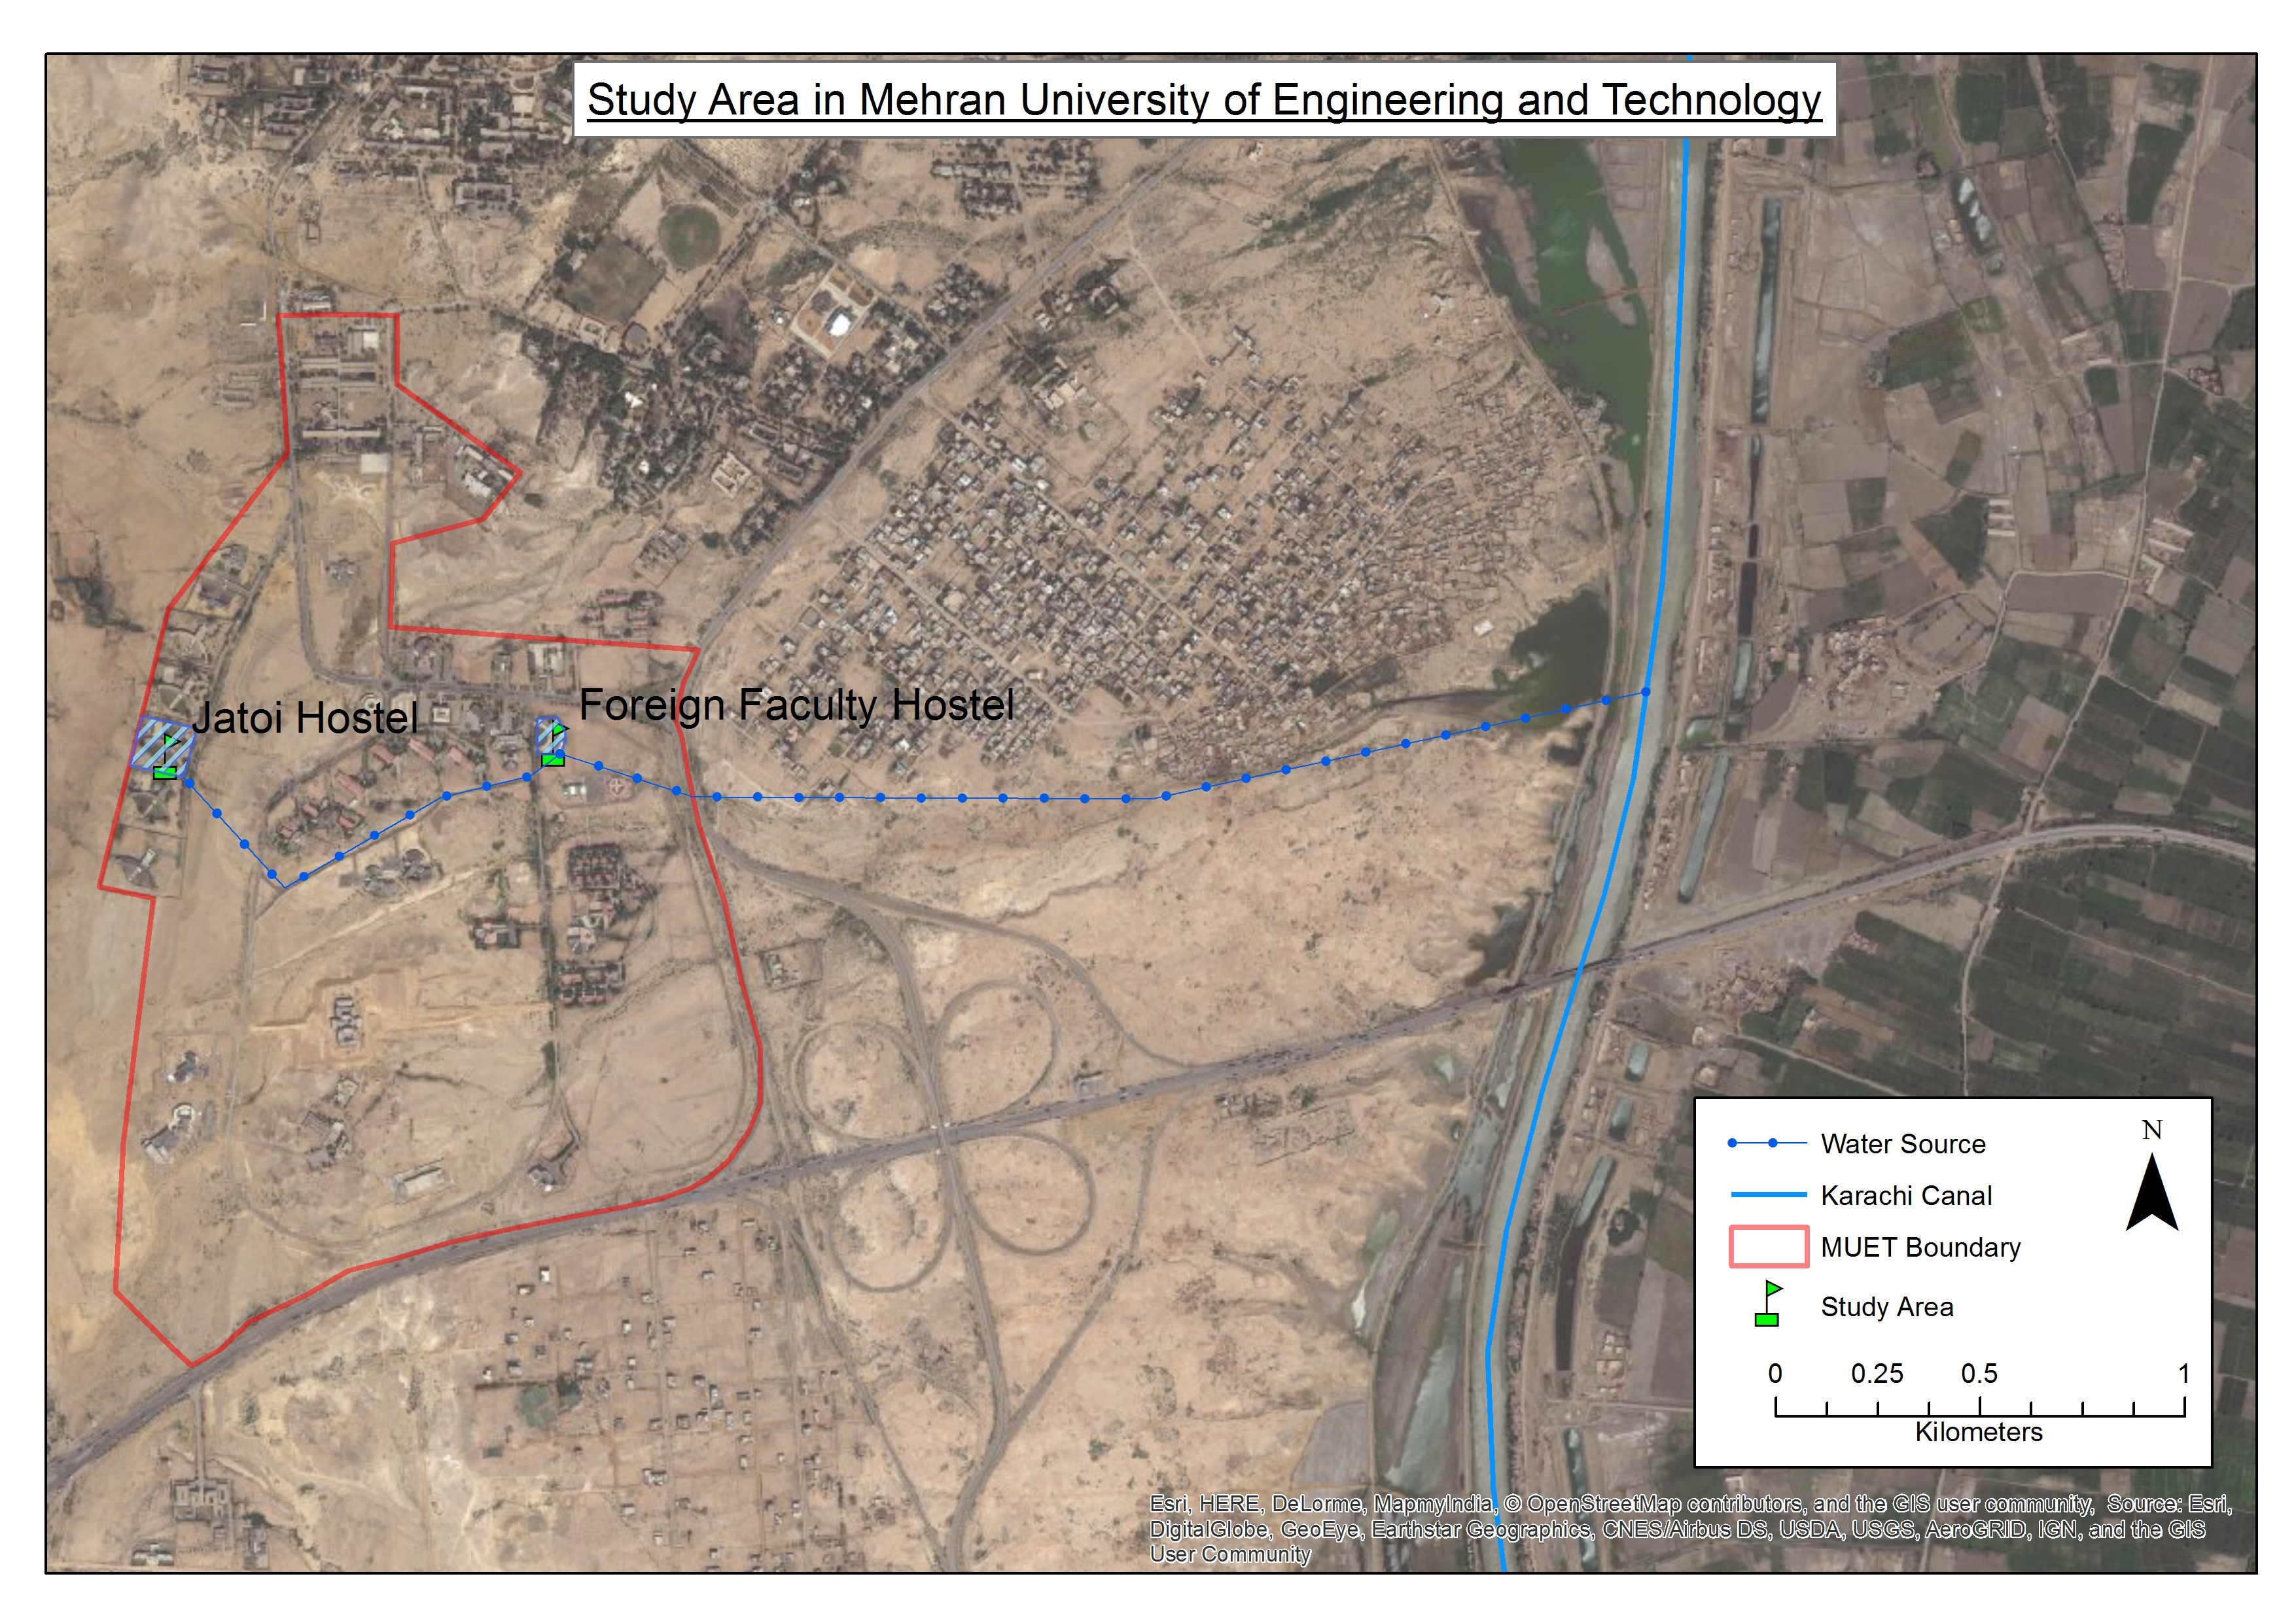 Study Area in Mehran University of Engineering and Technology
Foreign Faculty Hostel
Jatoi Hostel
N
Water Source
Karachi Canal
MUET Boundary
Study Area
0 0.25 0.5 1
Kilometers
Esri, HERE, DeLorme, MapmyIndia, © OpenStreetMap contributors, and the GIS user community, Source: Esri,
DigitalGlobe, GeoEye, Earthstar Geographics, CNES/Airbus DS, USDA, USGS, AeroGRID, IGN, and the GIS
User Community